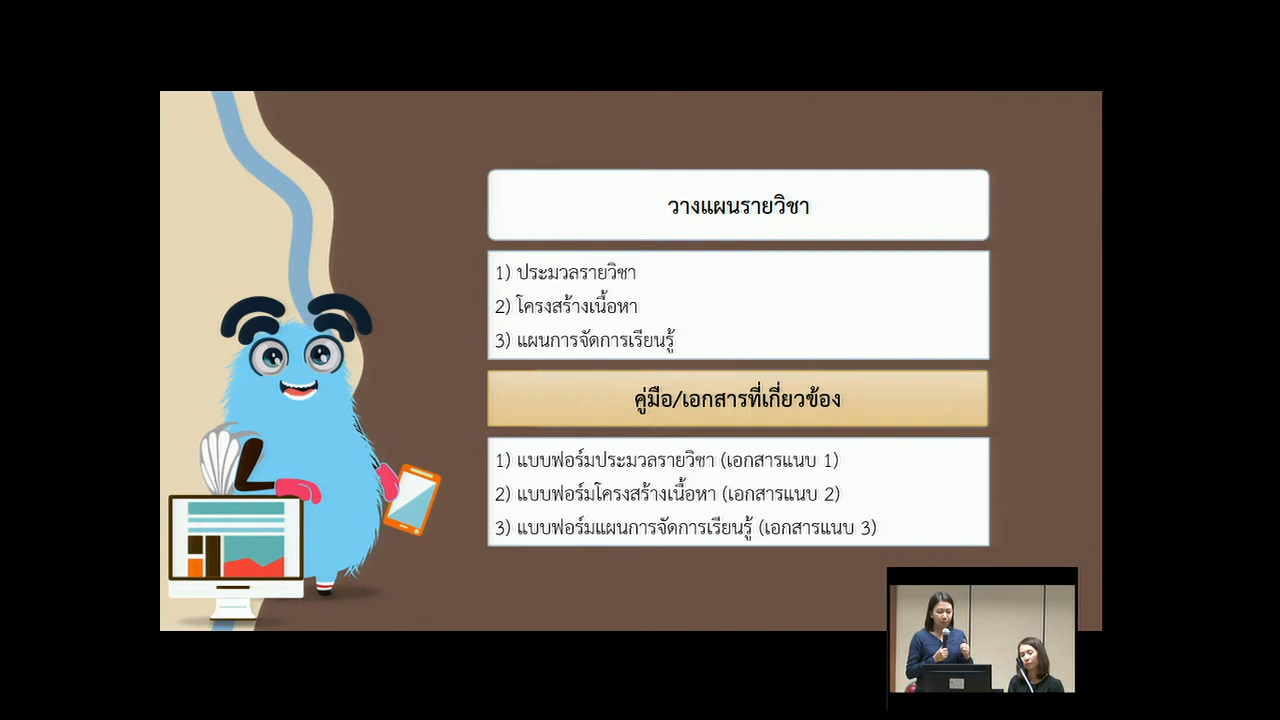 วางแผนรายวิชา
1) ประมวลรายวิชา
2) โครงสร้างเนื้อหา
3) แผนการจัดการเรียนรู้
คู่มือ/เอกสารที่เกี่ยวข้อง
1) แบบฟอร์มประมวลรายวิชา (เอกสารแนบ 1)
2) แบบฟอร์มโครงสร้างเนื้อหา (เอกสารแนบ 2)
3) แบบฟอร์มแผนการจัดการเรียนรู้ (เอกสารแนบ 3)